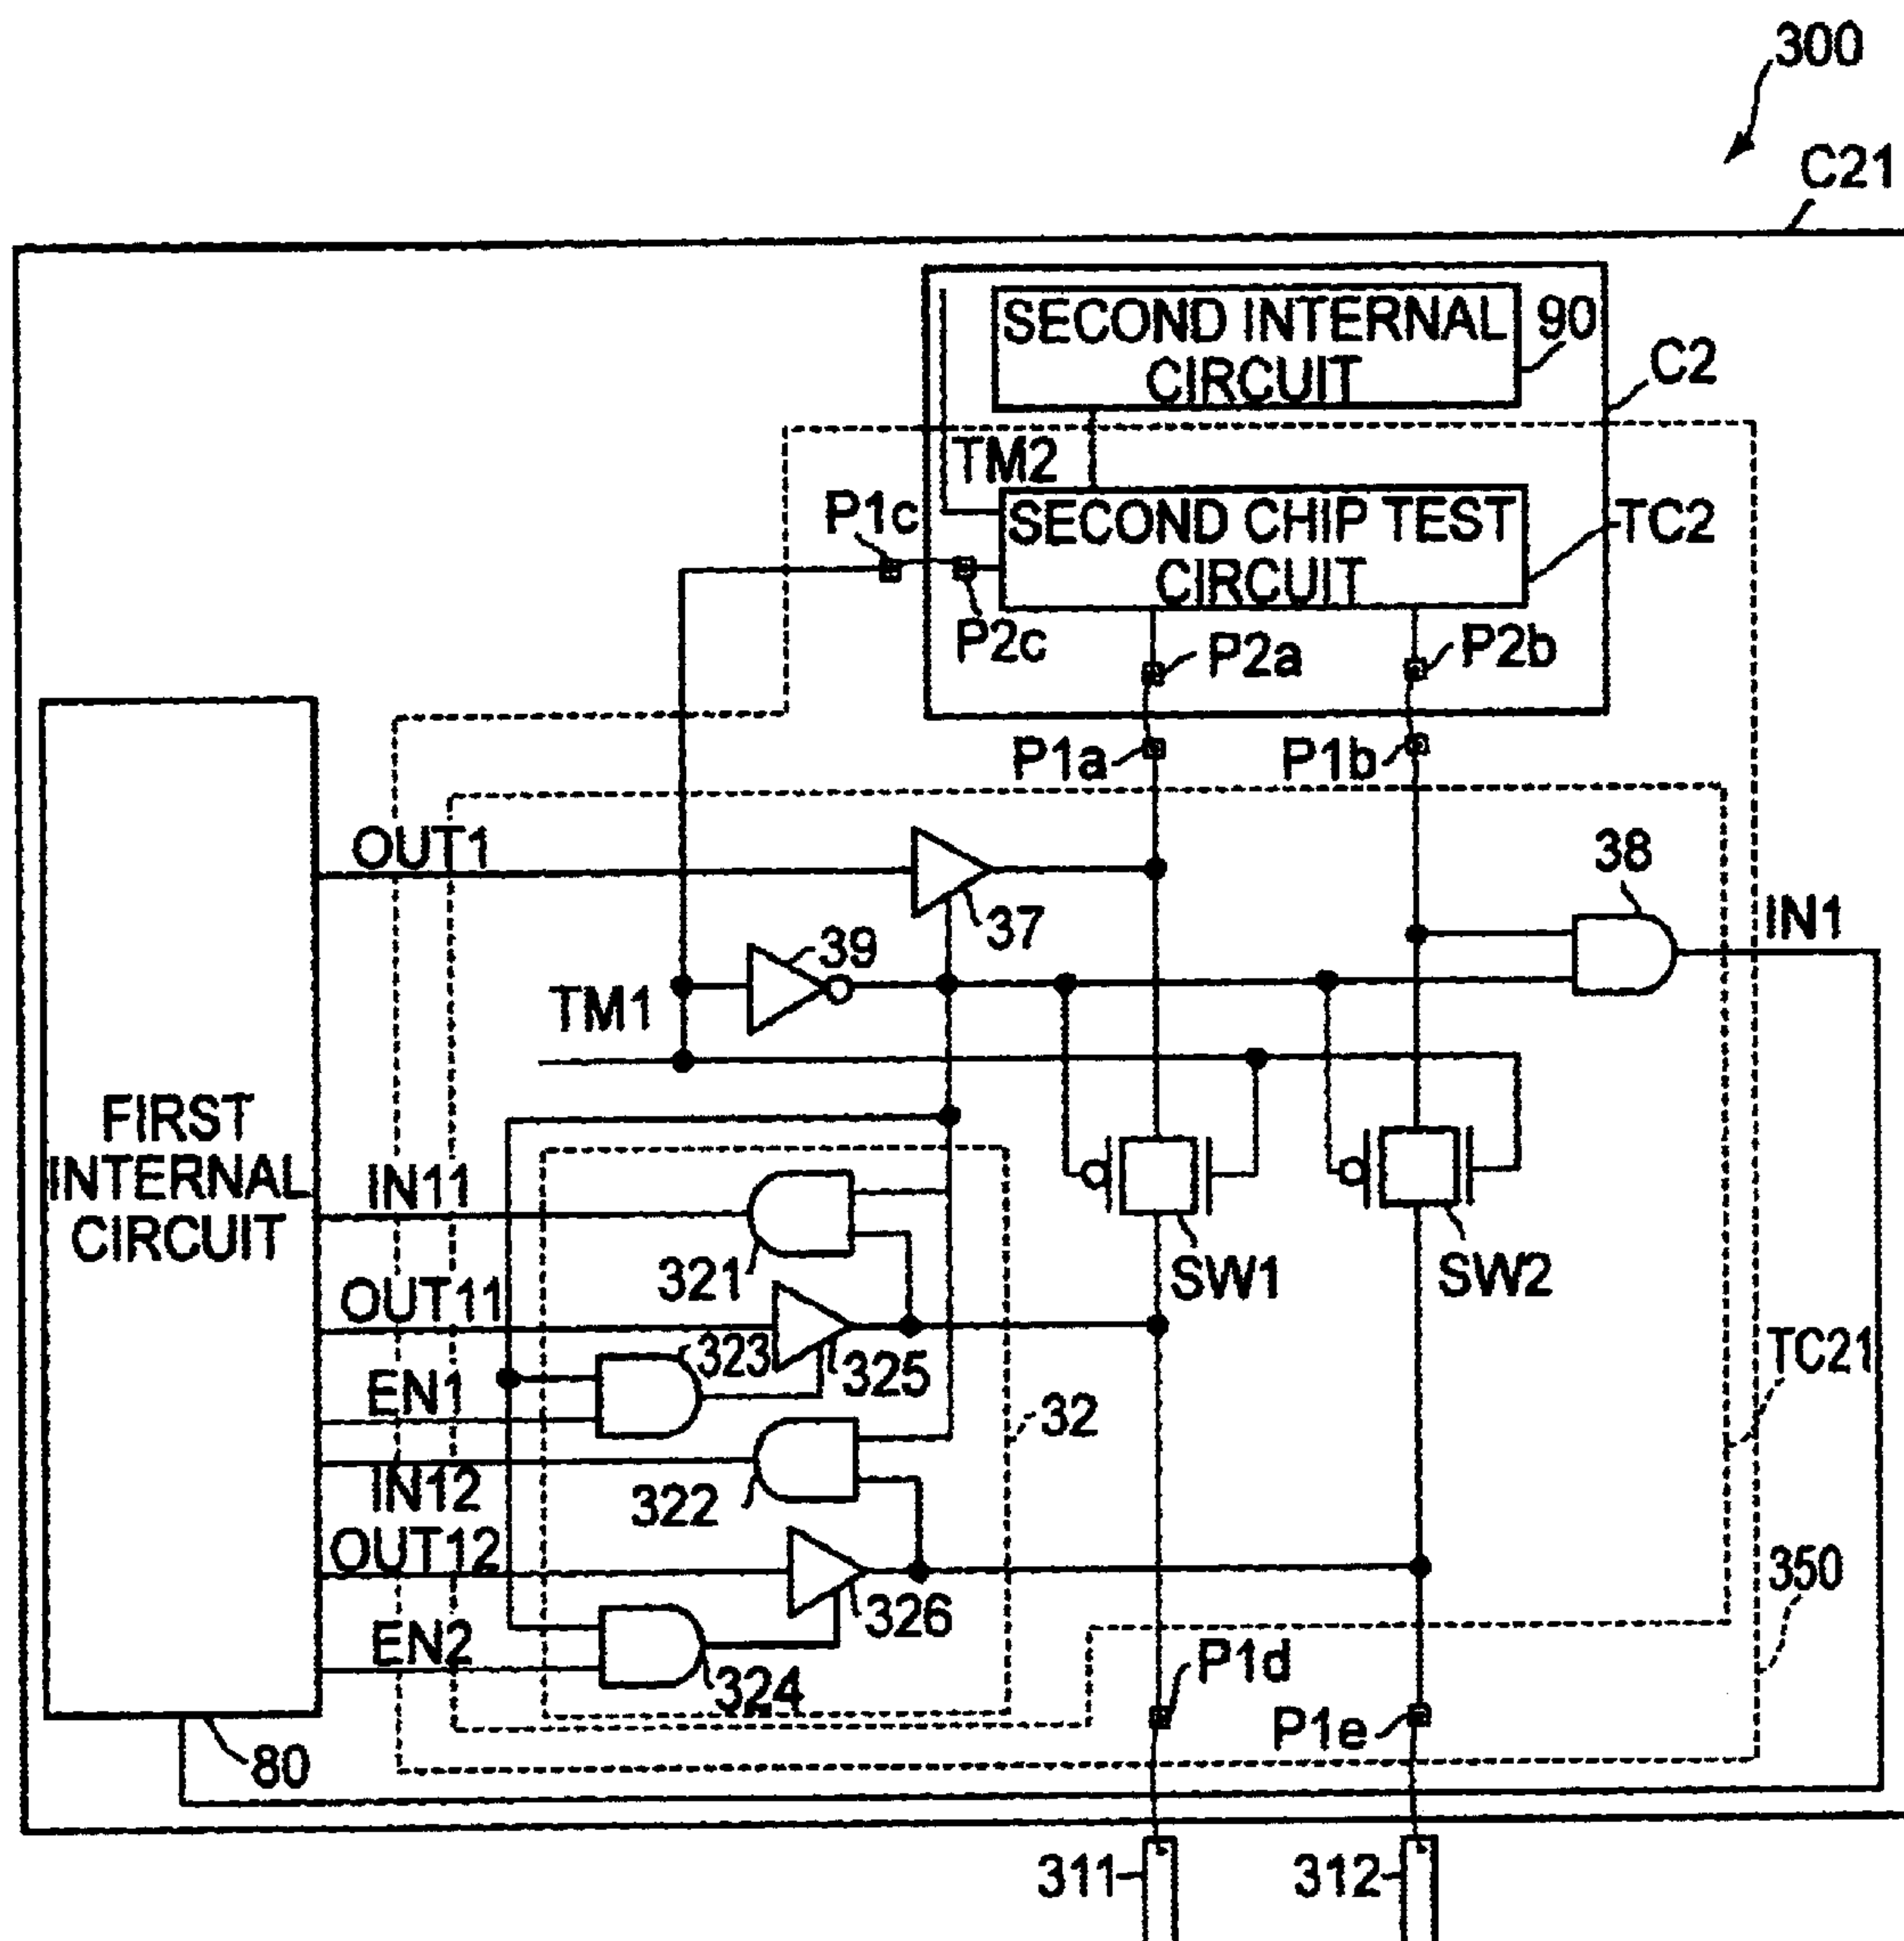 300
C21
SECOND INTERNAL
CIRCUIT
90
C2
TM2
P1c
SECOND CHIP TEST
CIRCUIT
TC2
P2c
P2a
P2b
P1a
P1b
OUT1
38
37
IN1
39
TM1
FIRST
INTERNAL
CIRCUIT
IN11
321
SW1
SW2
OUT11
323
325
TC21
EN1
32
IN12
322
OUT12
326
350
EN2
324
P1d
P1e
80
311
312